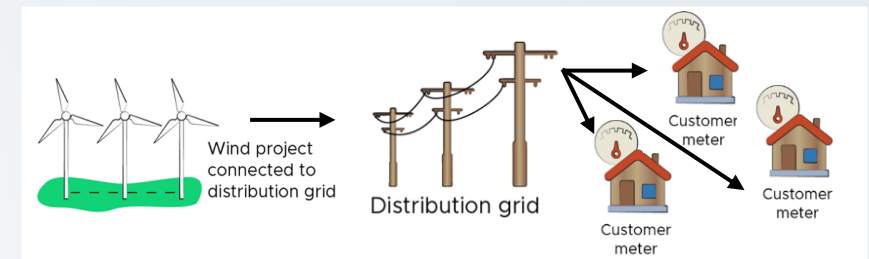 Wind project
connected to
distribution grid
Distribution grid
Customer
meter
Customer
meter
Customer
meter